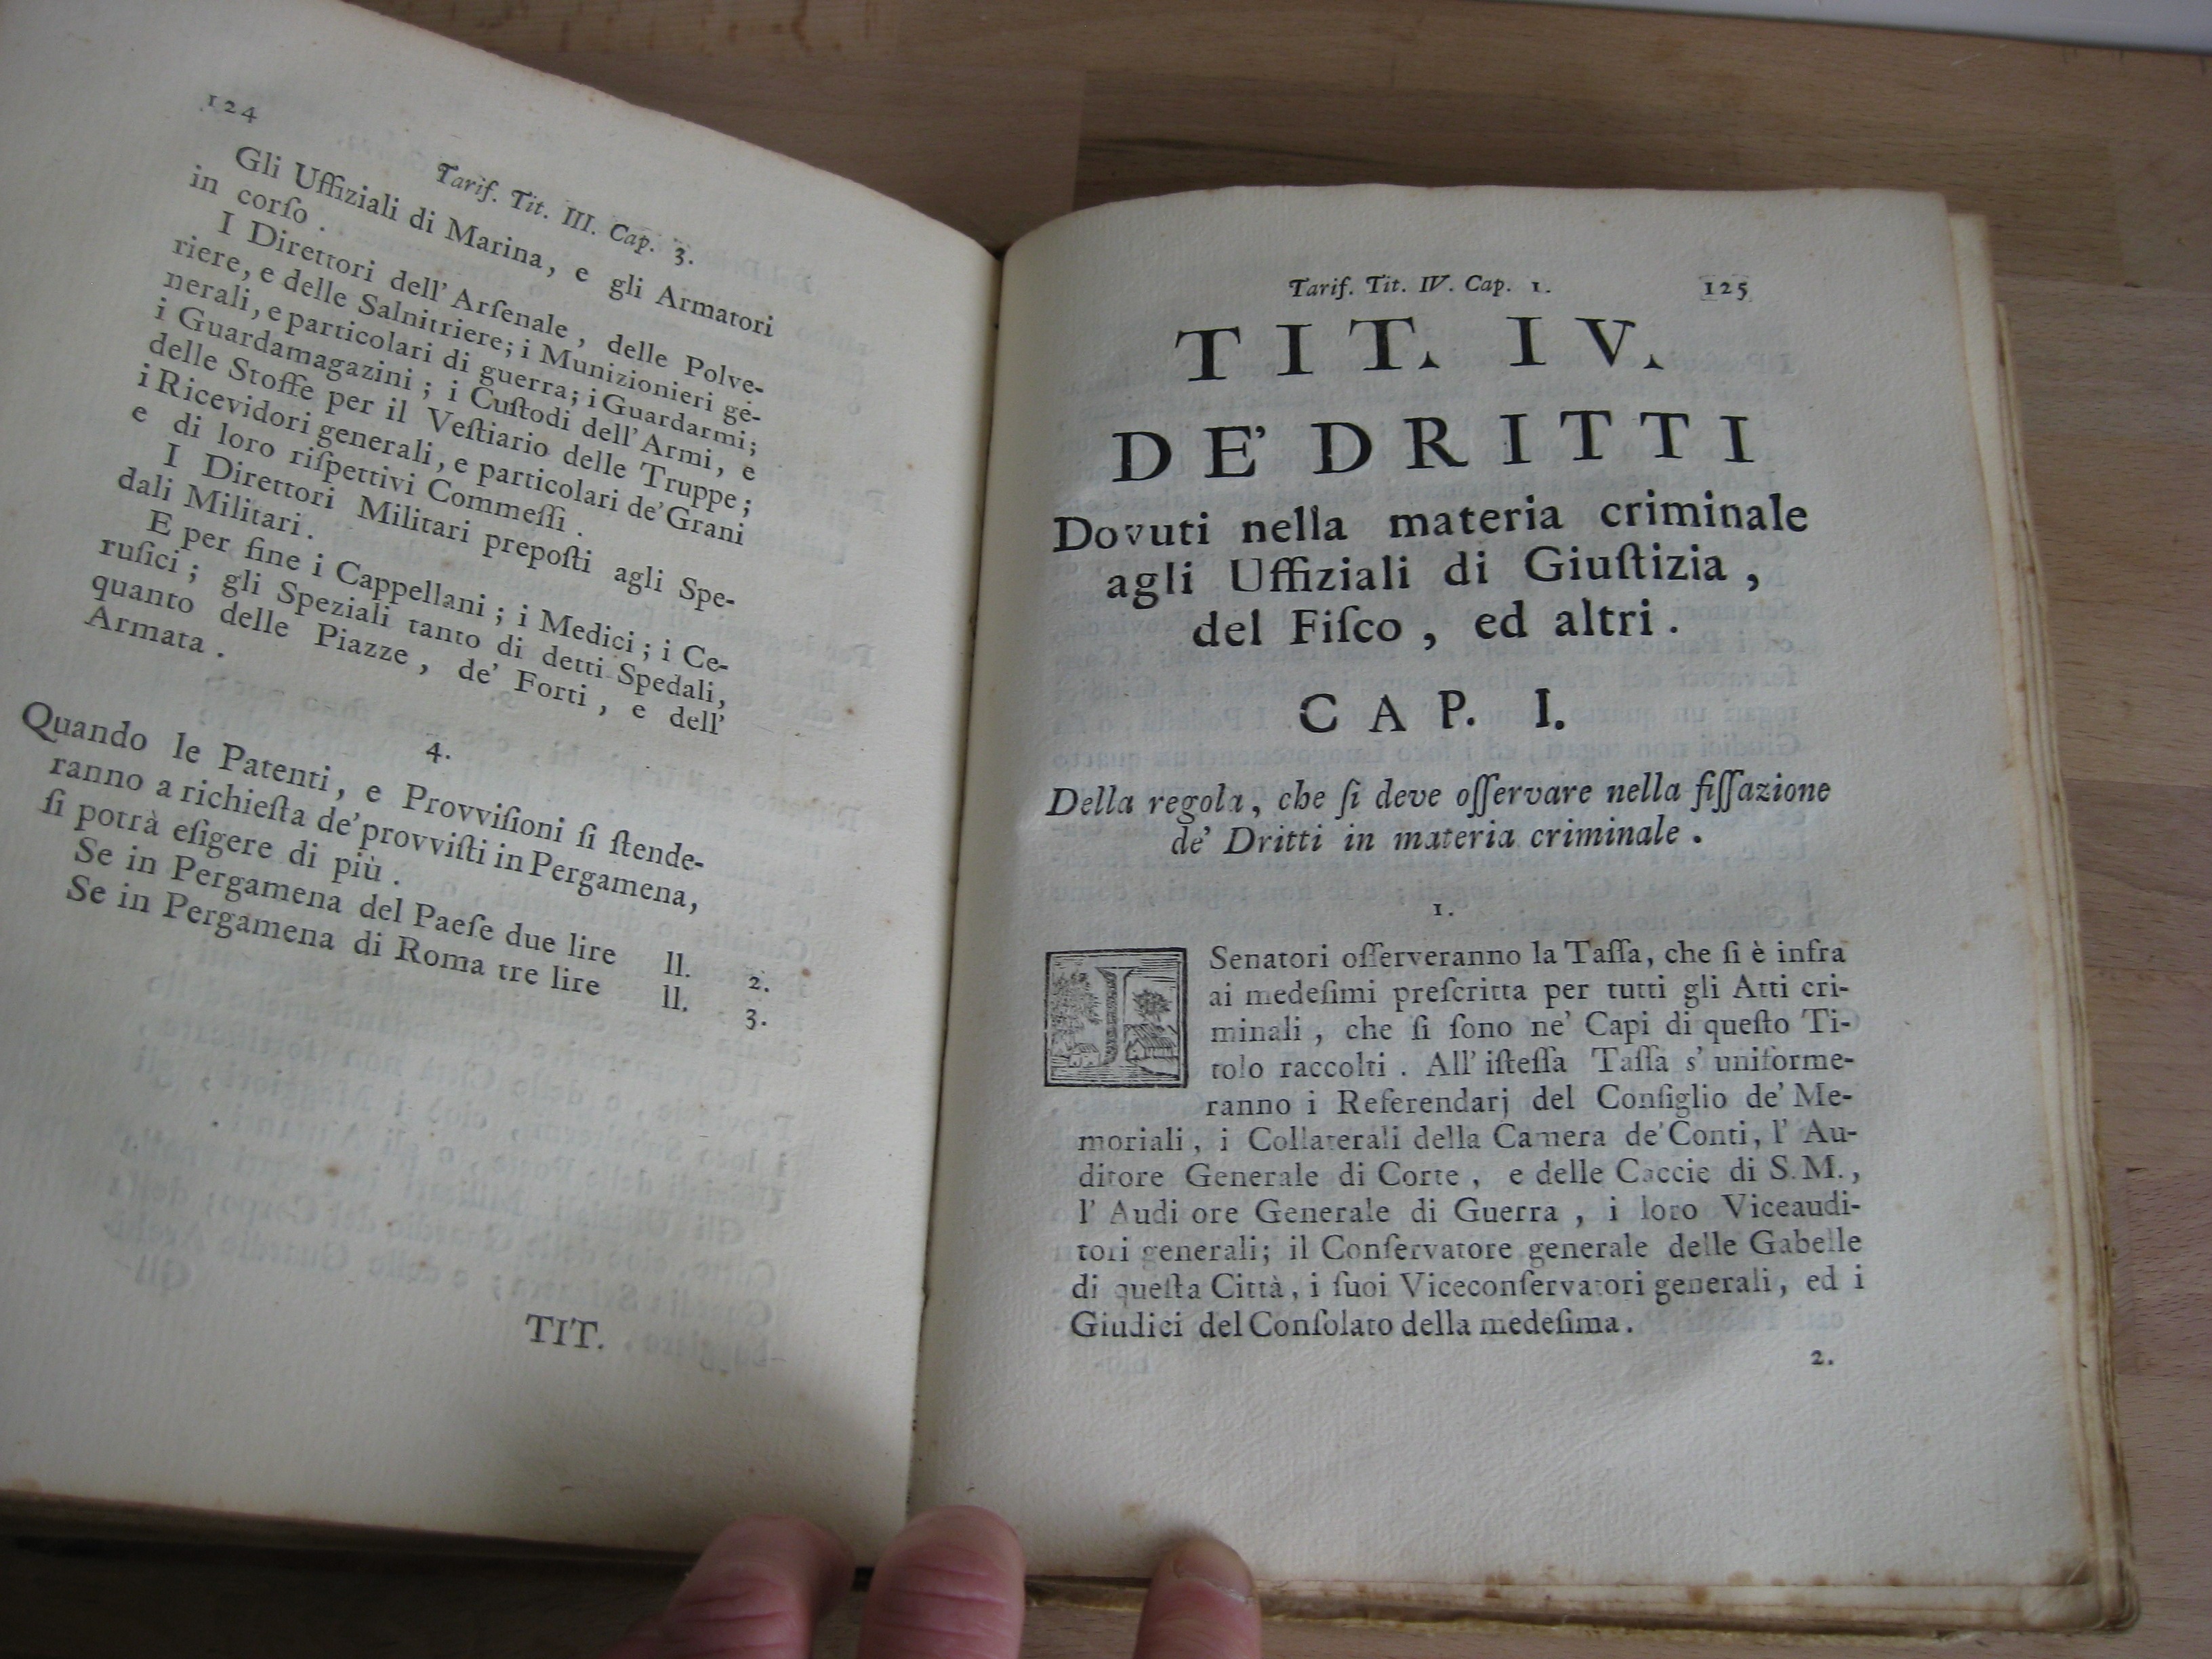 124
Tarif. Tit. III. Cap. 3.
Gli Uffiziali di Marina, e gli Armatori
in corſo.
I Direttori dell' Arſenale, delle Polve-
riere, e delle Salnitriere; i Munizionieri ge-
nerali, e particolari di guerra; i Guardarmi;
i Guardamagazini; i Cuſtodi dell' Armi, e
delle Stoffe per il Veſtiario delle Truppe;
i Ricevidori generali, e particolari de' Grani
e di loro riſpettivi Commeſſi.
I Direttori Militari prepoſti agli Spe-
dali Militari.
E per fine i Cappellani; i Medici; i Ce-
ruſici; gli Speziali tanto di detti Spedali,
quanto delle Piazze, de' Forti, e dell'
Armata.
4.
Quando le Patenti, e Provviſioni ſi ſtende-
ranno a richieſta de' provviſti in Pergamena,
ſi potrà eſigere di più.
Se in Pergamena del Paeſe due lire ll. 2.
Se in Pergamena di Roma tre lire ll. 3.
TIT.
Tarif. Tit. IV. Cap. 1. 125
TIT. IV.
DE' DRITTI
Dovuti nella materia criminale
agli Uffiziali di Giuſtizia,
del Fiſco, ed altri.
CAP. I.
Della regola, che ſi deve oſſervare nella fiſſazione
de' Dritti in materia criminale.
1.
I Senatori oſſerveranno la Taſſa, che ſi è infra
ai medeſimi preſcritta per tutti gli Atti cri-
minali, che ſi ſono ne' Capi di queſto Ti-
tolo raccolti. All' iſteſſa Taſſa s' uniforme-
ranno i Referendarj del Conſiglio de' Me-
moriali, i Collaterali della Camera de' Conti, l' Au-
ditore Generale di Corte, e delle Caccie di S.M.,
l' Audi ore Generale di Guerra, i loro Viceaudi-
tori generali; il Conſervatore generale delle Gabelle
di queſta Città, i ſuoi Viceconſervatori generali, ed i
Giudici del Conſolato della medeſima.
2.